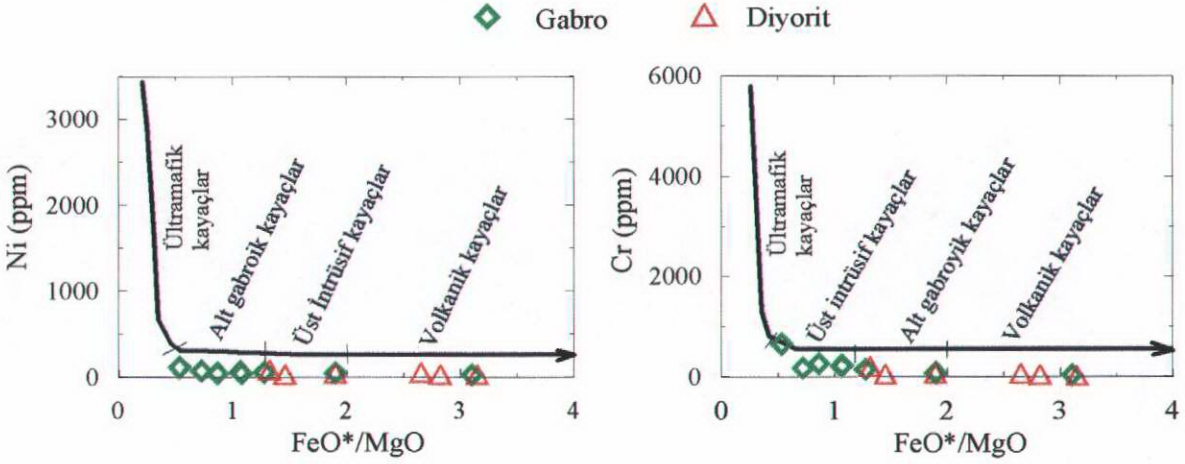 Gabro
Diyorit
Ni (ppm)
3000
2000
1000
0
Ültramafik
kayaçlar
Alt gabroik kayaçlar
Üst İntrüsif kayaçlar
Volkanik kayaçlar
0 1 2 3 4
FeO*/MgO
Cr (ppm)
6000
4000
2000
0
Ültramafik
kayaçlar
Üst intrüsif kayaçlar
Alt gabroyik kayaçlar
Volkanik kayaçlar
0 1 2 3 4
FeO*/MgO